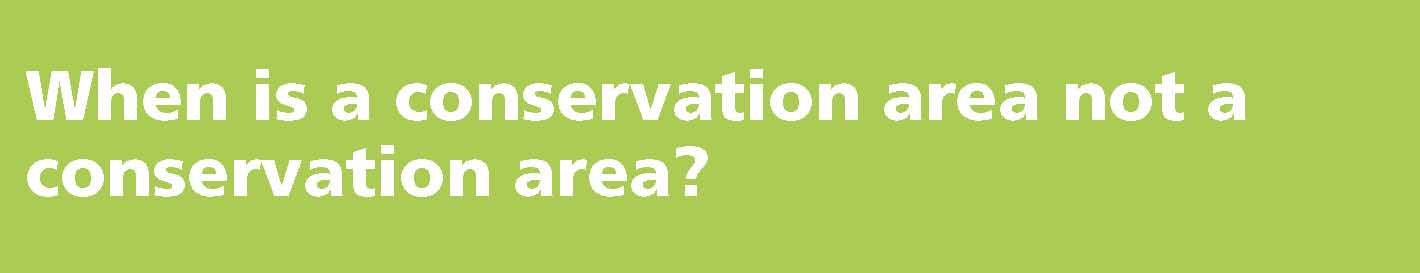 When is a conservation area not a
conservation area?